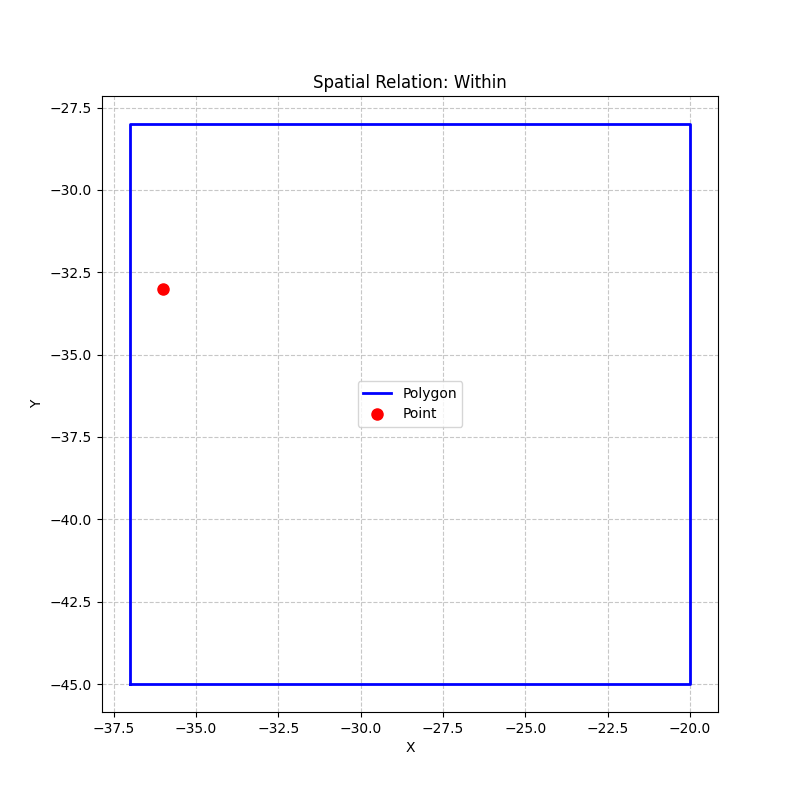 Spatial Relation: Within
Y
−27.5
−30.0
−32.5
−35.0
−37.5
−40.0
−42.5
−45.0
Polygon
Point
−37.5 −35.0 −32.5 −30.0 −27.5 −25.0 −22.5 −20.0
X